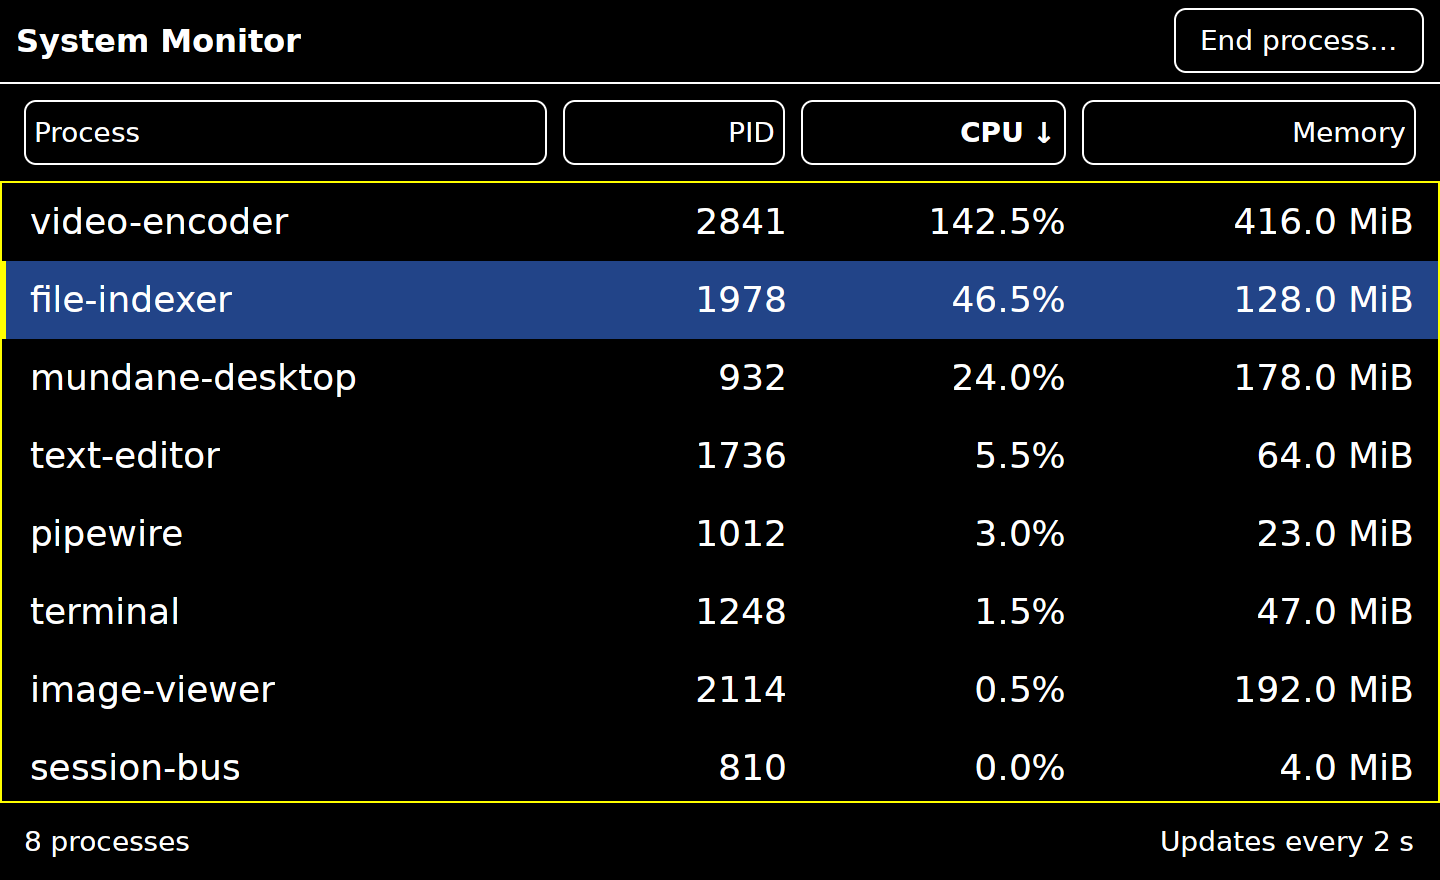 System Monitor End process...
Process PID CPU ↓ Memory
video-encoder 2841 142.5% 416.0 MiB
file-indexer 1978 46.5% 128.0 MiB
mundane-desktop 932 24.0% 178.0 MiB
text-editor 1736 5.5% 64.0 MiB
pipewire 1012 3.0% 23.0 MiB
terminal 1248 1.5% 47.0 MiB
image-viewer 2114 0.5% 192.0 MiB
session-bus 810 0.0% 4.0 MiB
8 processes Updates every 2 s